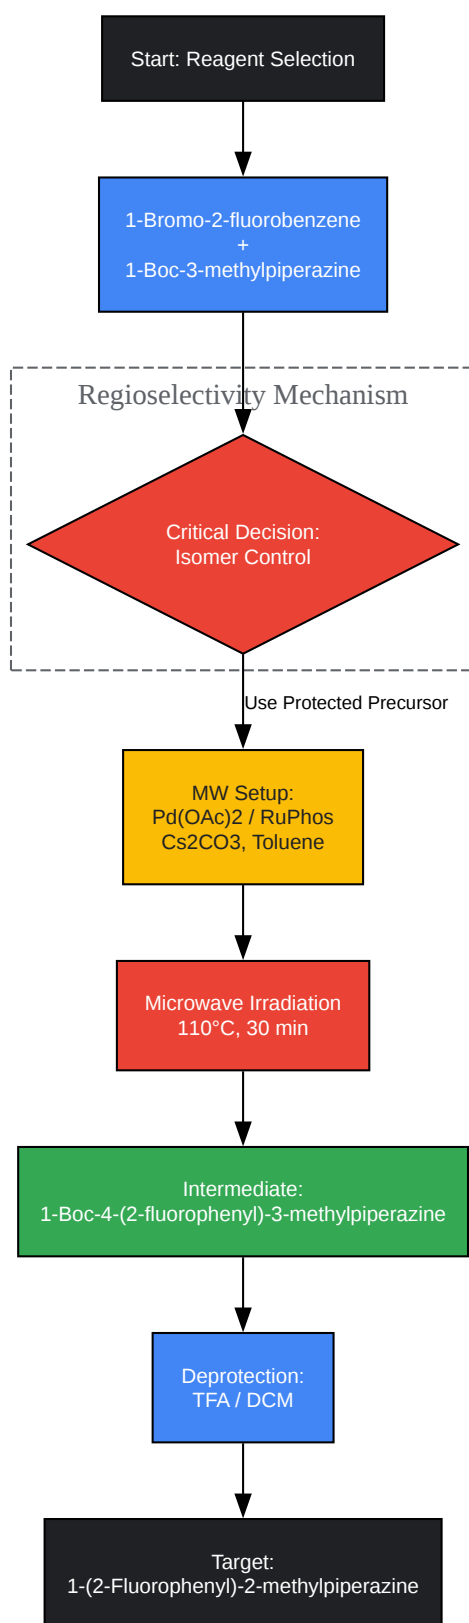 Start: Reagent Selection
1-Bromo-2-fluorobenzene
+
1-Boc-3-methylpiperazine
Regioselectivity Mechanism
Critical Decision:
Isomer Control
Use Protected Precursor
MW Setup:
Pd(OAc)2 / RuPhos
Cs2CO3, Toluene
Microwave Irradiation
110°C, 30 min
Intermediate:
1-Boc-4-(2-fluorophenyl)-3-methylpiperazine
Deprotection:
TFA / DCM
Target:
1-(2-Fluorophenyl)-2-methylpiperazine